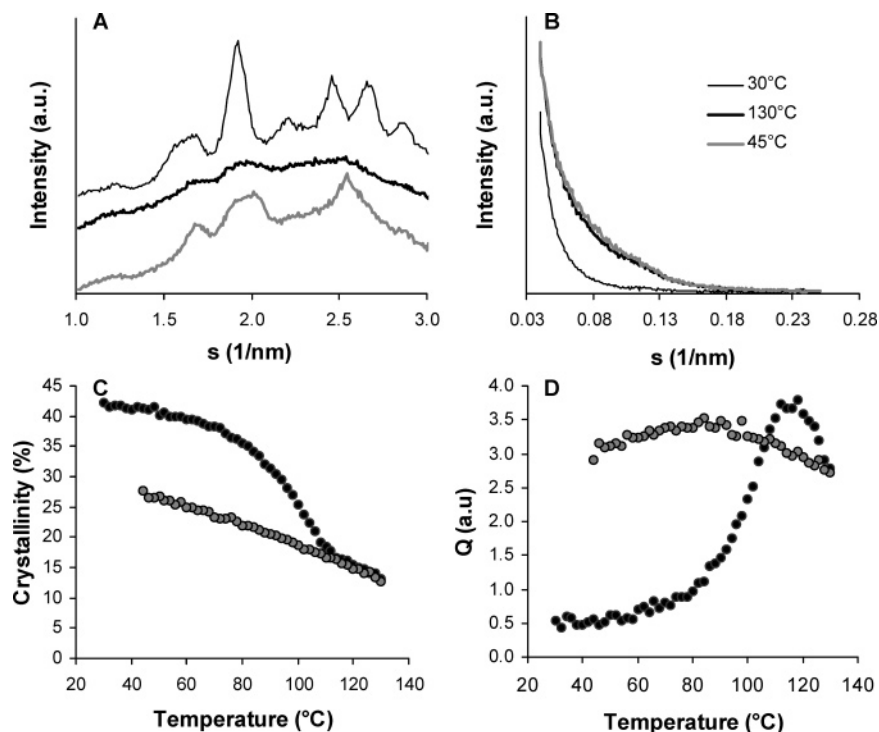 A
Intensity (a.u.)
1.0 1.5 2.0 2.5 3.0
s (1/nm)
B
Intensity (a.u.)
30°C
130°C
45°C
0.03 0.08 0.13 0.18 0.23 0.28
s (1/nm)
C
Crystallinity (%)
45
40
35
30
25
20
15
10
5
0
20 40 60 80 100 120 140
Temperature (°C)
D
Q (a.u)
4.0
3.5
3.0
2.5
2.0
1.5
1.0
0.5
0.0
20 40 60 80 100 120 140
Temperature (°C)